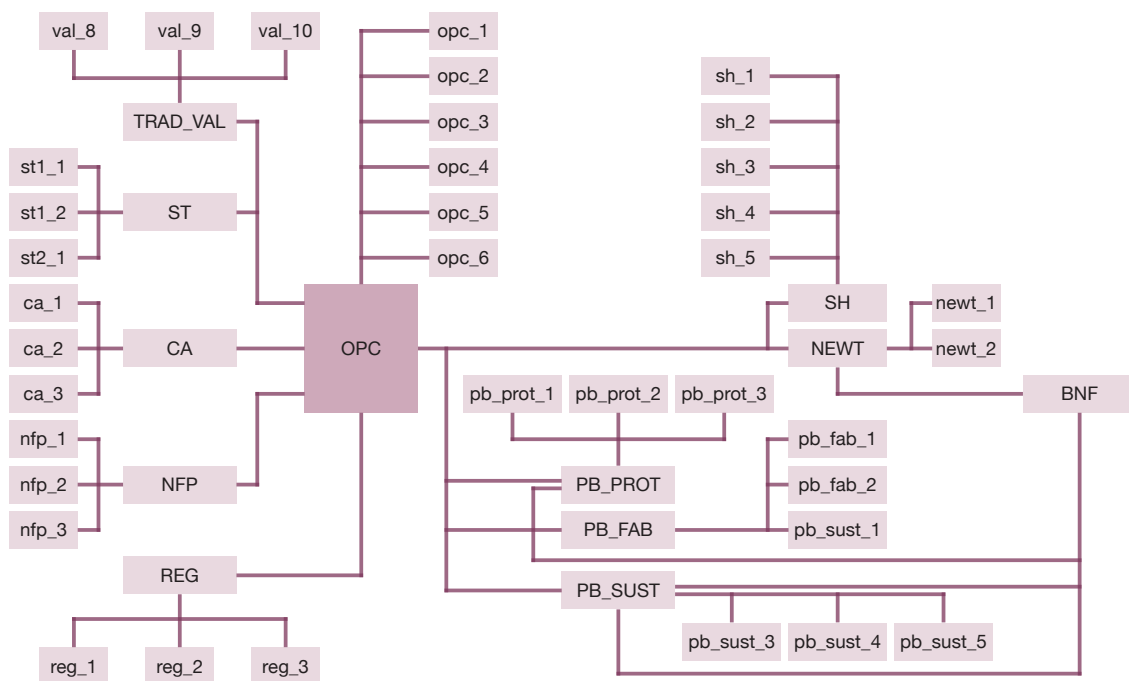 val_8
val_9
val_10
opc_1
opc_2
sh_1
TRAD_VAL
opc_3
sh_2
st1_1
opc_4
sh_3
st1_2
ST
opc_5
sh_4
st2_1
opc_6
sh_5
ca_1
SH
newt_1
ca_2
CA
OPC
NEWT
newt_2
ca_3
pb_prot_1
pb_prot_2
pb_prot_3
BNF
nfp_1
pb_fab_1
nfp_2
NFP
PB_PROT
pb_fab_2
nfp_3
PB_FAB
pb_sust_1
REG
PB_SUST
pb_sust_3
pb_sust_4
pb_sust_5
reg_1
reg_2
reg_3